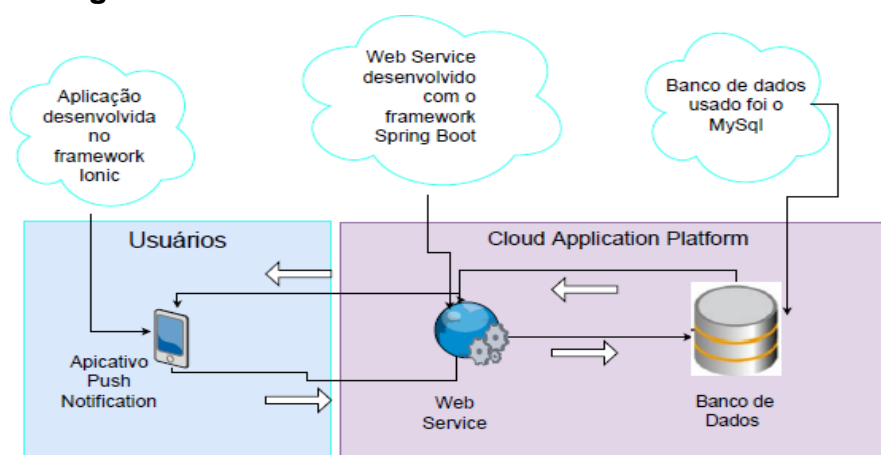 Aplicação
desenvolvida
no
framework
Ionic
Web Service
desenvolvido
com o
framework
Spring Boot
Banco de dados
usado foi o
MySql
Usuários
Cloud Application Platform
Apicativo
Push
Notification
Web
Service
Banco de
Dados